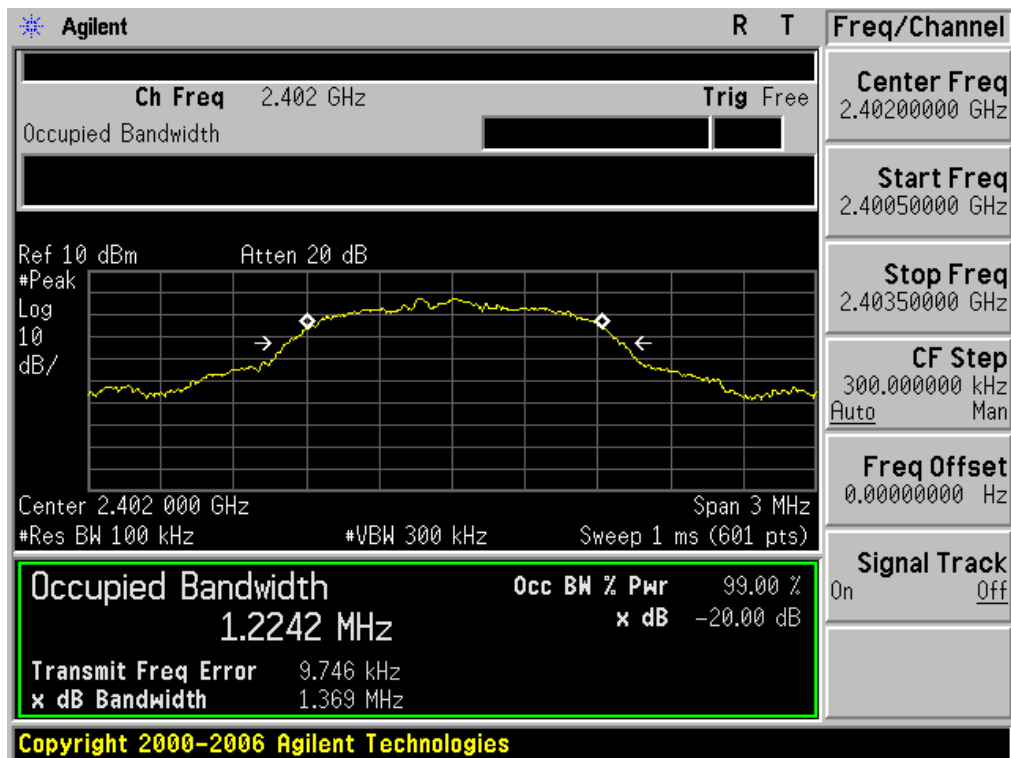 Agilent R T
Ch Freq 2.402 GHz Trig Free
Occupied Bandwidth
Ref 10 dBm Atten 20 dB
#Peak
Log
10
dB/
Center 2.402 000 GHz Span 3 MHz
#Res BW 100 kHz #VBW 300 kHz Sweep 1 ms (601 pts)
Occupied Bandwidth
1.2242 MHz
Occ BW % Pwr 99.00 %
x dB -20.00 dB
Transmit Freq Error 9.746 kHz
x dB Bandwidth 1.369 MHz
Copyright 2000-2006 Agilent Technologies
Freq/Channel
Center Freq
2.40200000 GHz
Start Freq
2.40050000 GHz
Stop Freq
2.40350000 GHz
CF Step
300.000000 kHz
Auto Man
Freq Offset
0.00000000 Hz
Signal Track
On Off